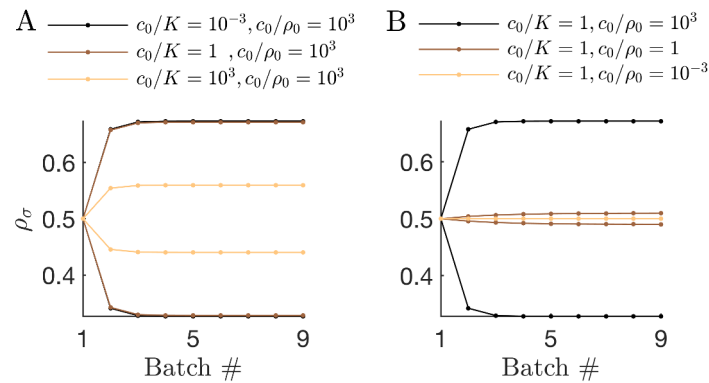 A
c₀/K = 10⁻³, c₀/ρ₀ = 10³
c₀/K = 1 , c₀/ρ₀ = 10³
c₀/K = 10³, c₀/ρ₀ = 10³
ρσ
0.6
0.5
0.4
1
5
9
Batch #
B
c₀/K = 1, c₀/ρ₀ = 10³
c₀/K = 1, c₀/ρ₀ = 1
c₀/K = 1, c₀/ρ₀ = 10⁻³
0.6
0.5
0.4
1
5
9
Batch #